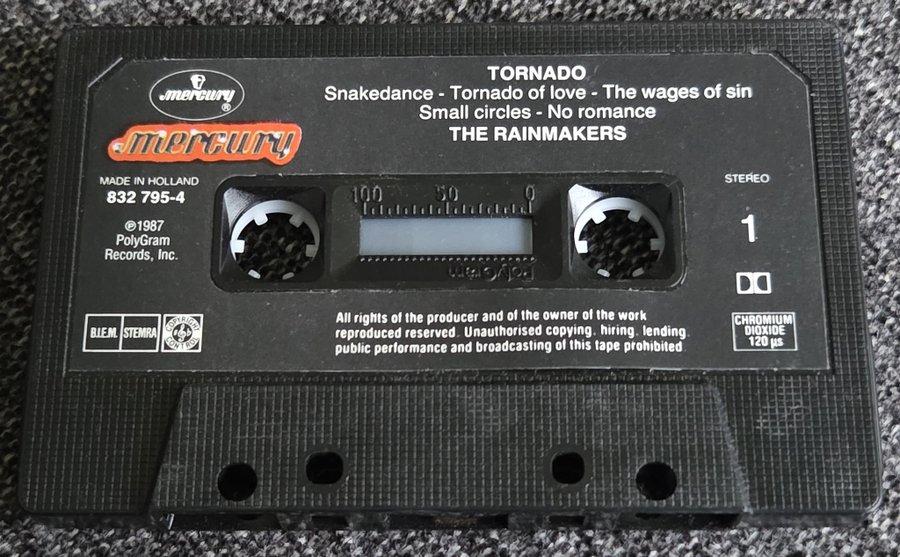 mercury ®
mercury
TORNADO
Snakedance - Tornado of love - The wages of sin
Small circles - No romance
THE RAINMAKERS
MADE IN HOLLAND
832 795-4
℗1987
PolyGram
Records, Inc.
STEREO
1
100 50 0
PolyGram
B.I.E.M. STEMRA COPYRIGHT CONTROL
All rights of the producer and of the owner of the work
reproduced reserved. Unauthorised copying, hiring, lending,
public performance and broadcasting of this tape prohibited
CHROMIUM
DIOXIDE
120 µs